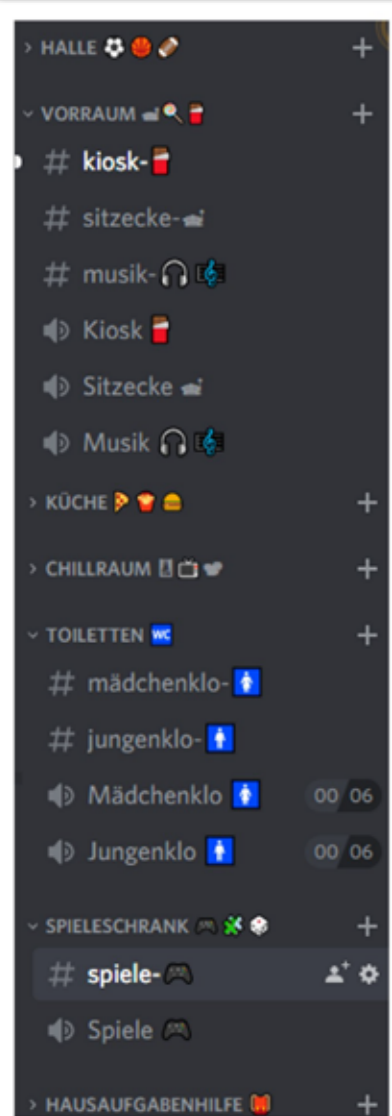 HALLE
VORRAUM
kiosk-
sitzecke-
musik-
Kiosk
Sitzecke
Musik
KÜCHE
CHILLRAUM
TOILETTEN WC
mädchenklo-
jungenklo-
Mädchenklo 00 06
Jungenklo 00 06
SPIELESCHRANK
spiele-
Spiele
HAUSAUFGABENHILFE